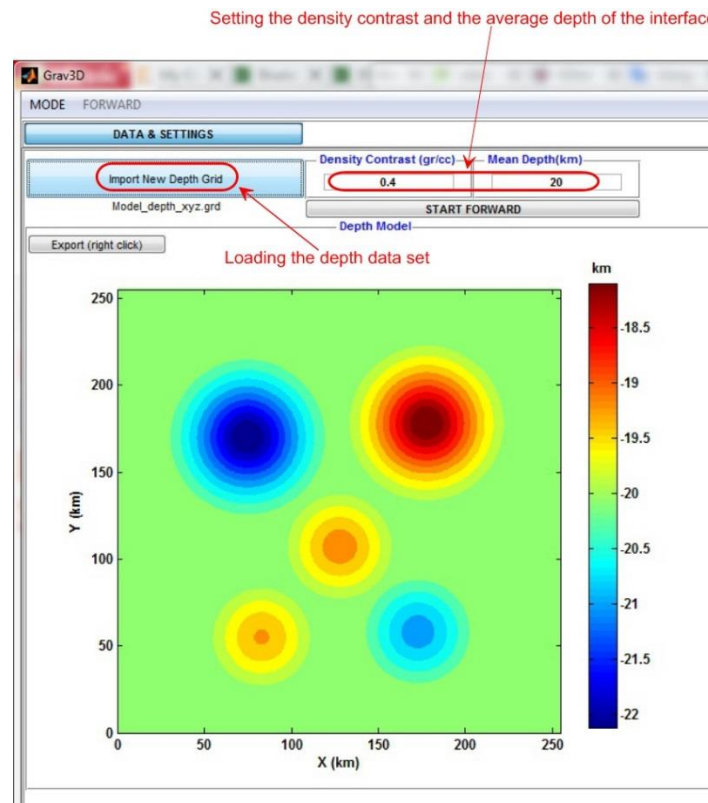 Setting the density contrast and the average depth of the interface
Grav3D
MODE FORWARD
DATA & SETTINGS
Import New Depth Grid
Density Contrast (gr/cc) Mean Depth(km)
0.4 20
Model_depth_xyz.grd
START FORWARD
Depth Model
Export (right click)
Loading the depth data set
km
250
200
150
100
50
0
Y (km)
0 50 100 150 200 250
X (km)
-18.5
-19
-19.5
-20
-20.5
-21
-21.5
-22